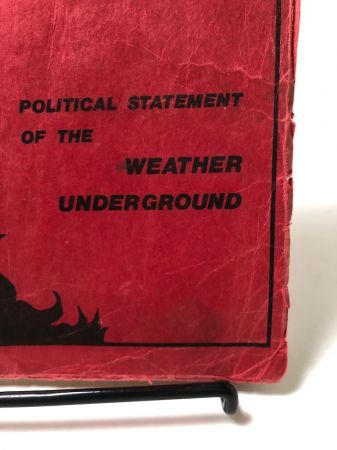 POLITICAL STATEMENT
OF THE
WEATHER
UNDERGROUND